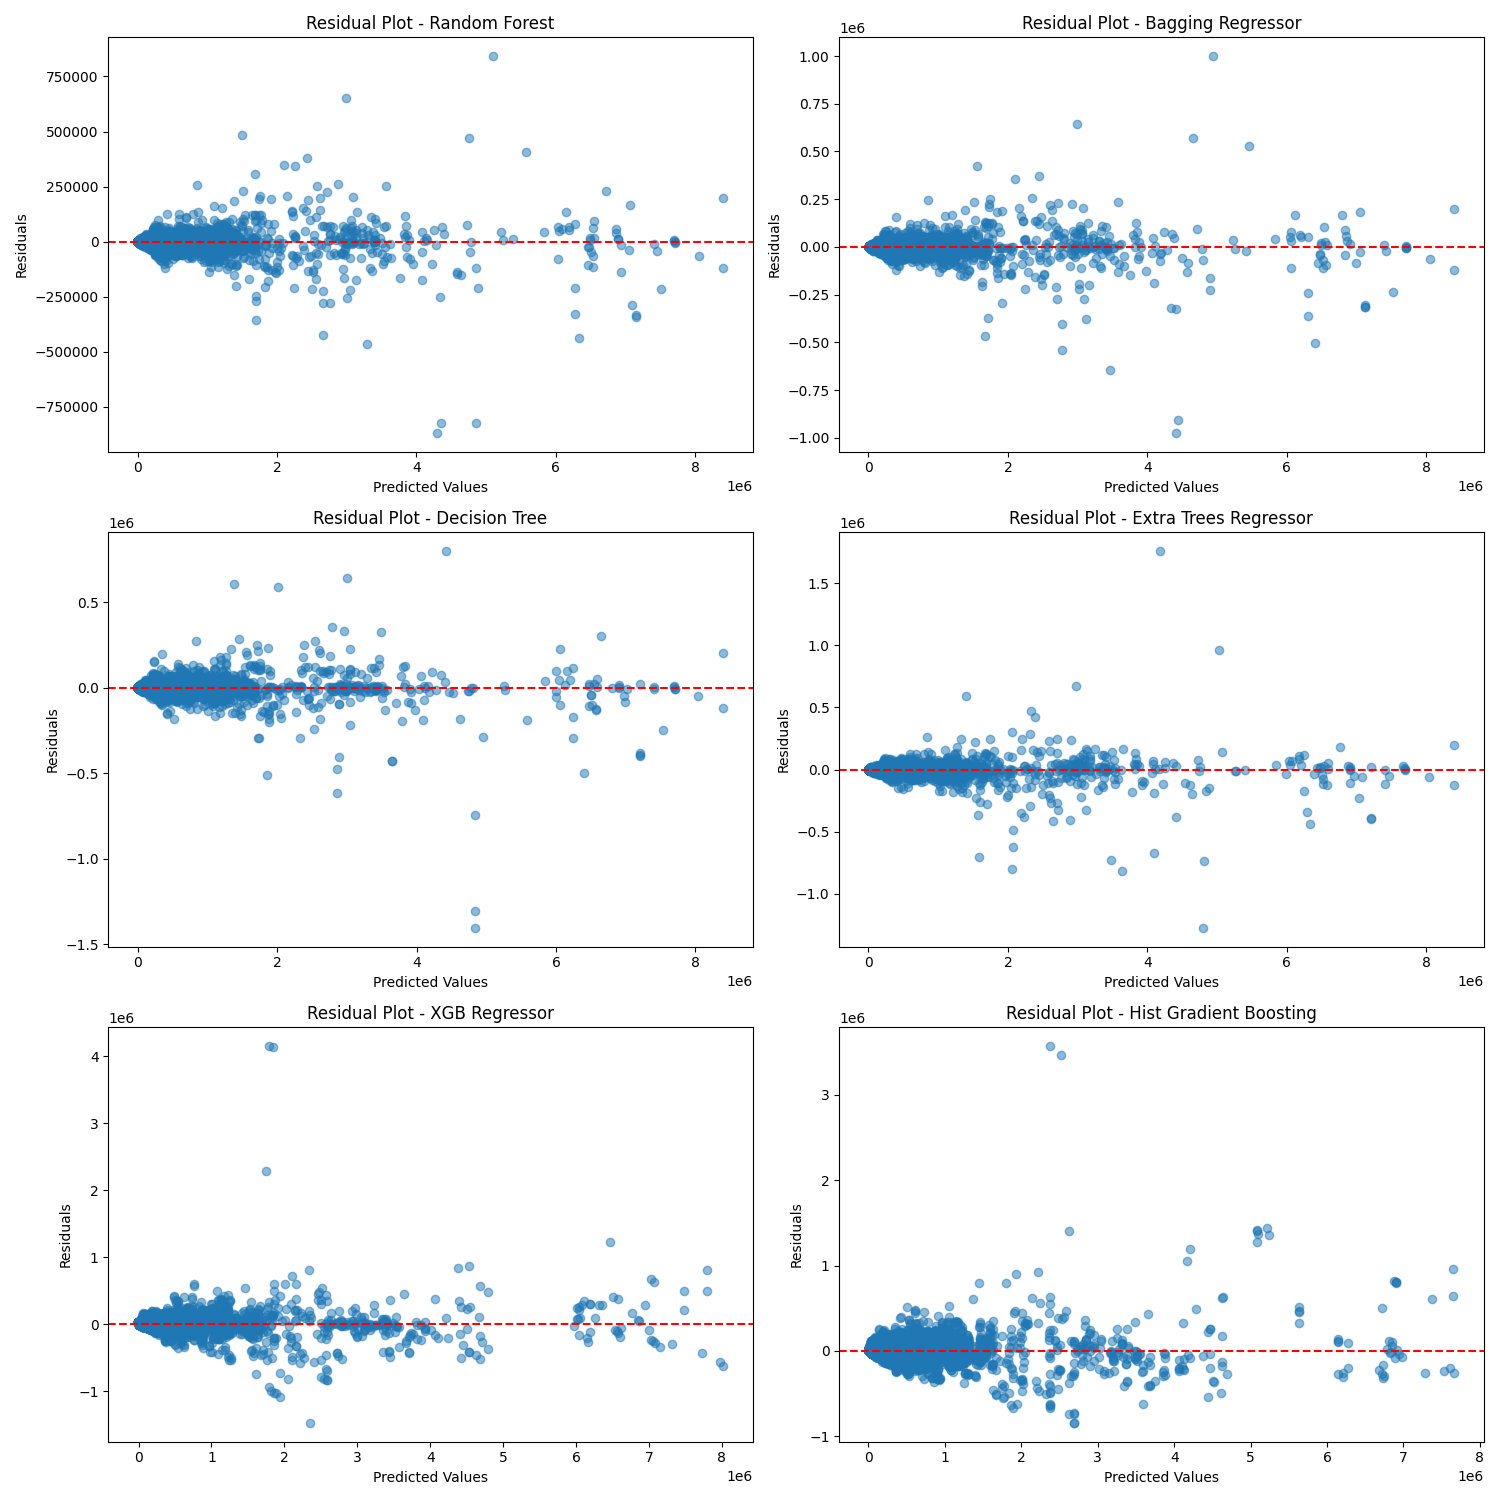 Residual Plot - Random Forest
Residuals
750000
500000
250000
0
−250000
−500000
−750000
0 2 4 6 8
1e6
Predicted Values
Residual Plot - Bagging Regressor
1e6
Residuals
1.00
0.75
0.50
0.25
0.00
−0.25
−0.50
−0.75
−1.00
0 2 4 6 8
1e6
Predicted Values
Residual Plot - Decision Tree
1e6
Residuals
0.5
0.0
−0.5
−1.0
−1.5
0 2 4 6 8
1e6
Predicted Values
Residual Plot - Extra Trees Regressor
1e6
Residuals
1.5
1.0
0.5
0.0
−0.5
−1.0
0 2 4 6 8
1e6
Predicted Values
Residual Plot - XGB Regressor
1e6
Residuals
4
3
2
1
0
−1
0 1 2 3 4 5 6 7 8
1e6
Predicted Values
Residual Plot - Hist Gradient Boosting
1e6
Residuals
3
2
1
0
−1
0 1 2 3 4 5 6 7 8
1e6
Predicted Values